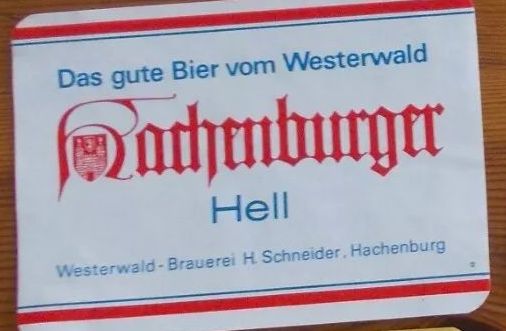 Das gute Bier vom Westerwald
Hachenburger
Hell
Westerwald-Brauerei H. Schneider, Hachenburg